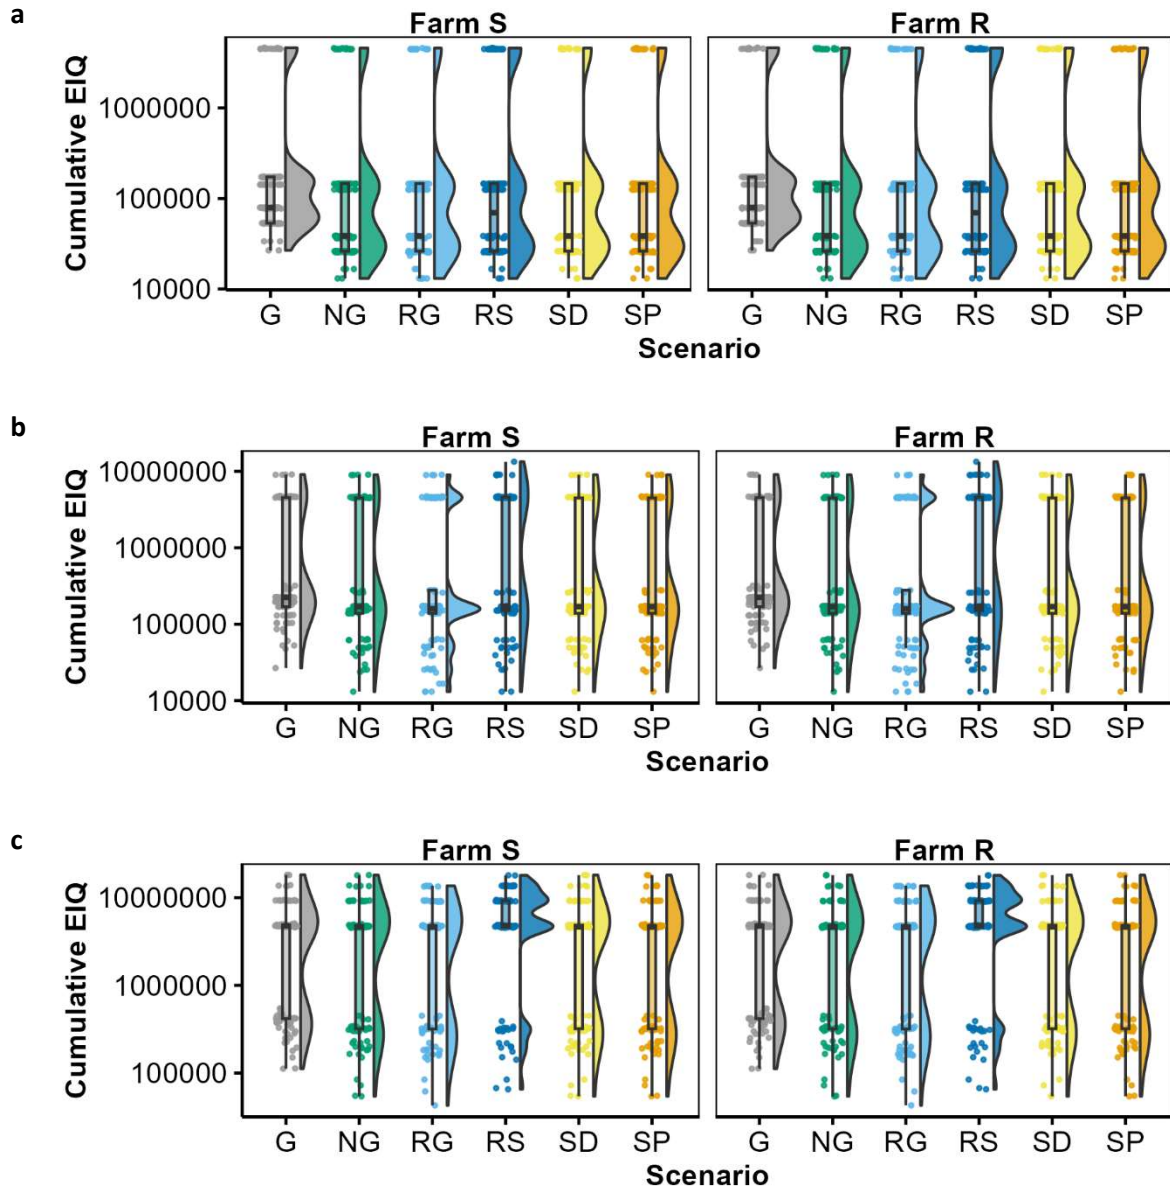 a
Farm S
Farm R
Cumulative EIQ
1000000
100000
10000
G NG RG RS SD SP
G NG RG RS SD SP
Scenario
b
Farm S
Farm R
Cumulative EIQ
10000000
1000000
100000
10000
G NG RG RS SD SP
G NG RG RS SD SP
Scenario
c
Farm S
Farm R
Cumulative EIQ
10000000
1000000
100000
G NG RG RS SD SP
G NG RG RS SD SP
Scenario